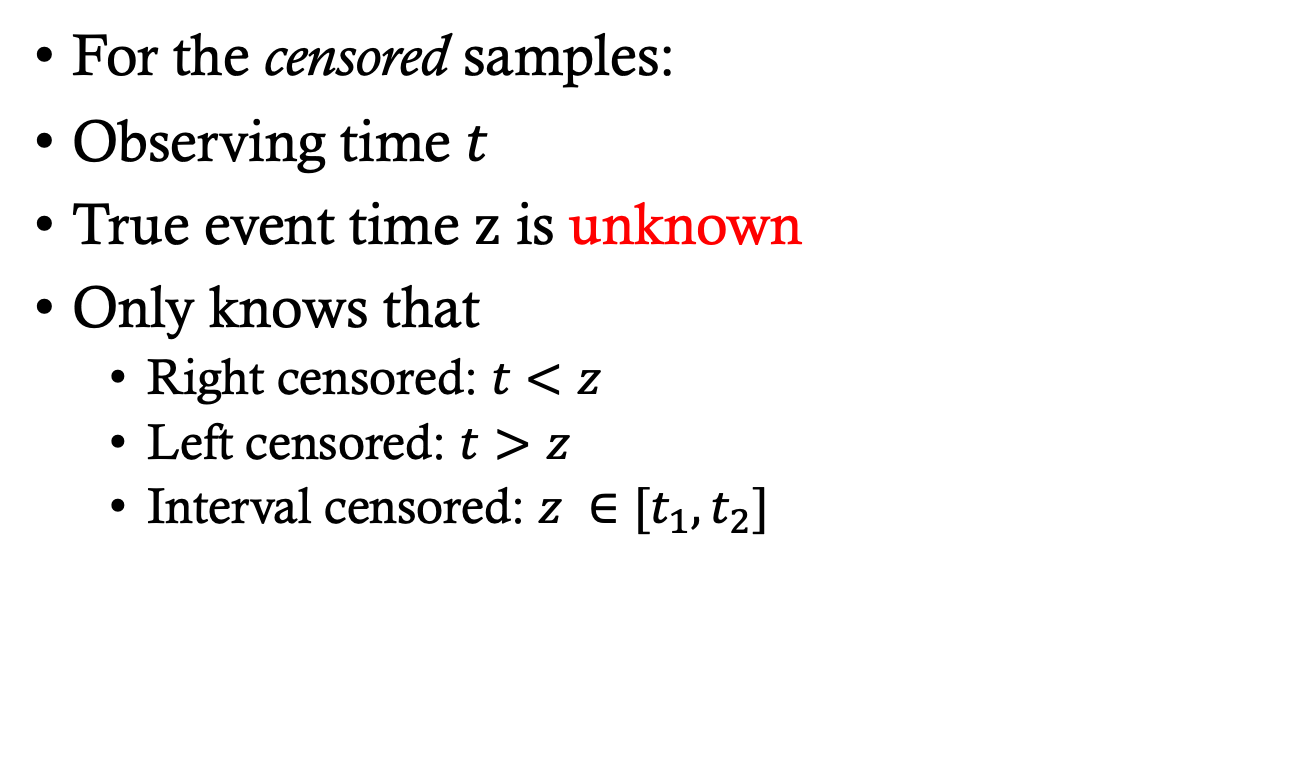 • For the censored samples:
• Observing time t
• True event time z is unknown
• Only knows that
• Right censored: t < z
• Left censored: t > z
• Interval censored: z ∈ [t₁, t₂]